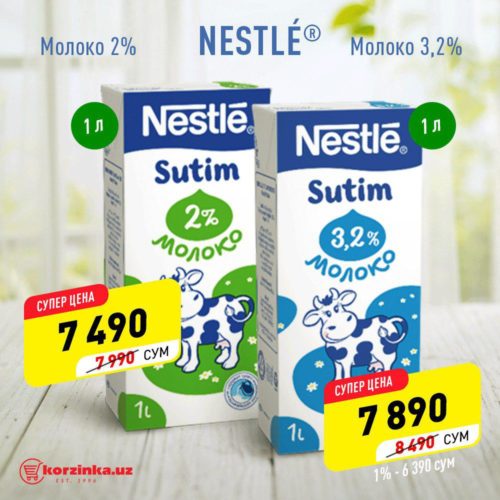 Молоко 2%
NESTLÉ®
Молоко 3,2%
1 л
Nestlé®
Sutim
2%
МОЛОКО
1L
1 л
Nestlé®
Sutim
3,2%
МОЛОКО
1L
СУПЕР ЦЕНА
7 490
7 990 СУМ
СУПЕР ЦЕНА
7 890
8 490 СУМ
1% - 6 390 сум
korzinka.uz
EST. 1996